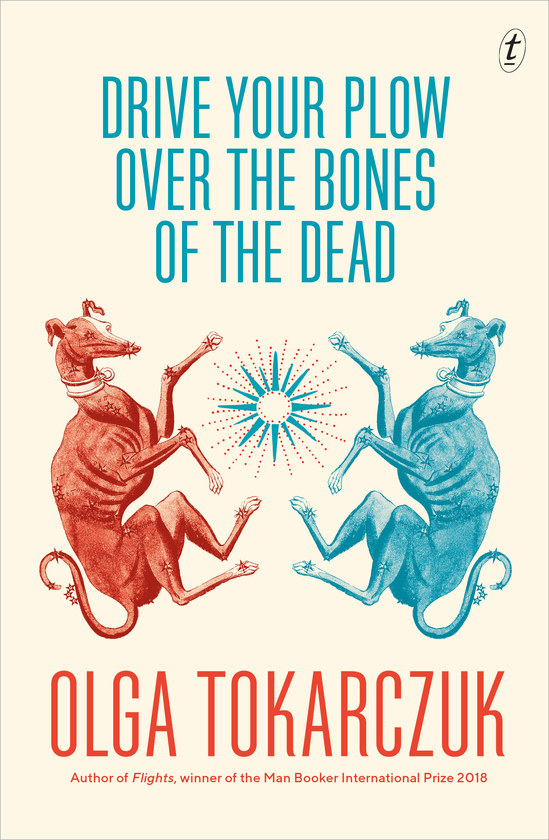 t
DRIVE YOUR PLOW
OVER THE BONES
OF THE DEAD
OLGA TOKARCZUK
Author of Flights, winner of the Man Booker International Prize 2018